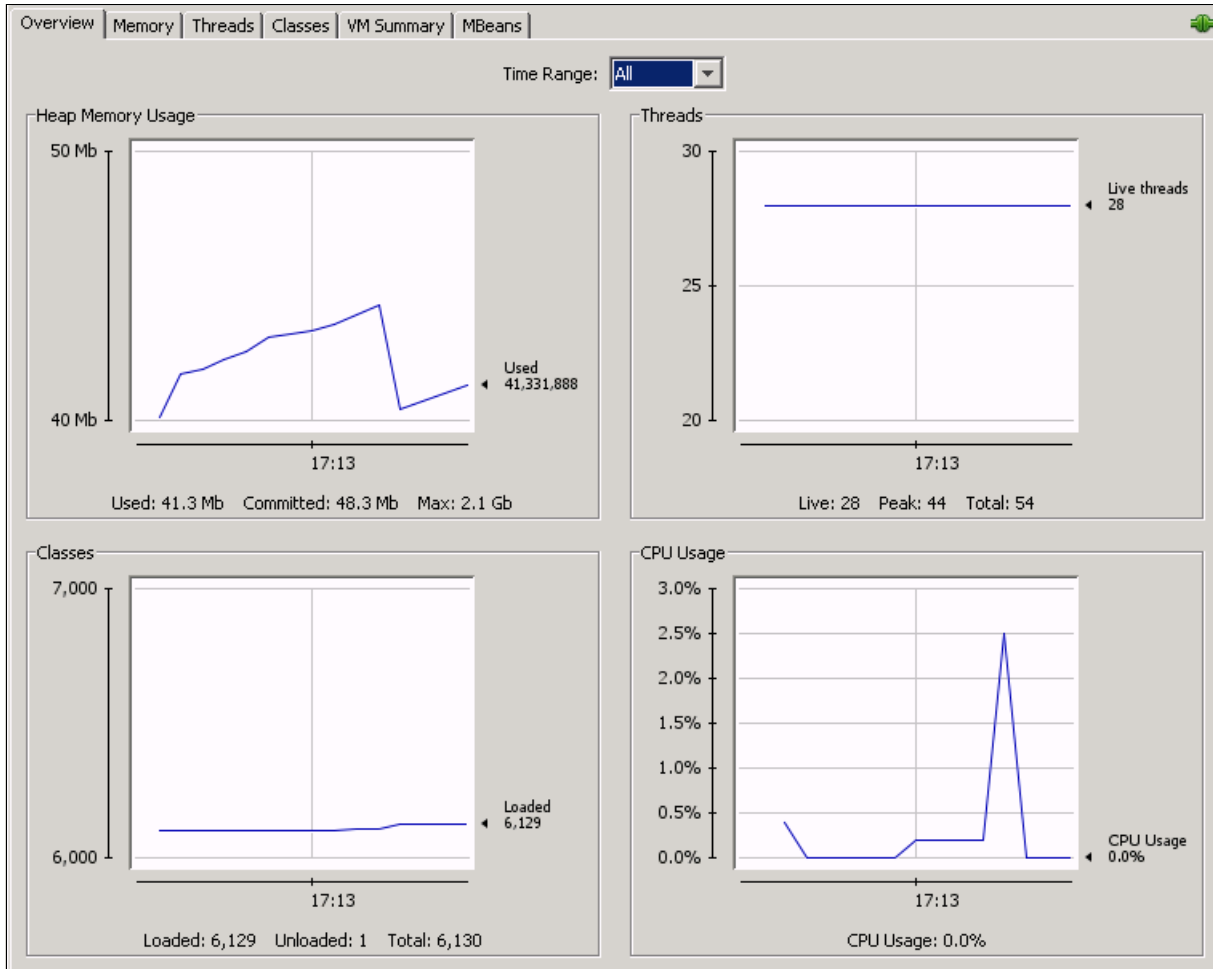 Overview Memory Threads Classes VM Summary MBeans
Time Range: All
Heap Memory Usage
50 Mb
Used
41,331,888
40 Mb
17:13
Used: 41.3 Mb Committed: 48.3 Mb Max: 2.1 Gb
Threads
30
Live threads
28
25
20
17:13
Live: 28 Peak: 44 Total: 54
Classes
7,000
Loaded
6,129
6,000
17:13
Loaded: 6,129 Unloaded: 1 Total: 6,130
CPU Usage
3.0%
2.5%
2.0%
1.5%
1.0%
0.5%
CPU Usage
0.0%
0.0%
17:13
CPU Usage: 0.0%